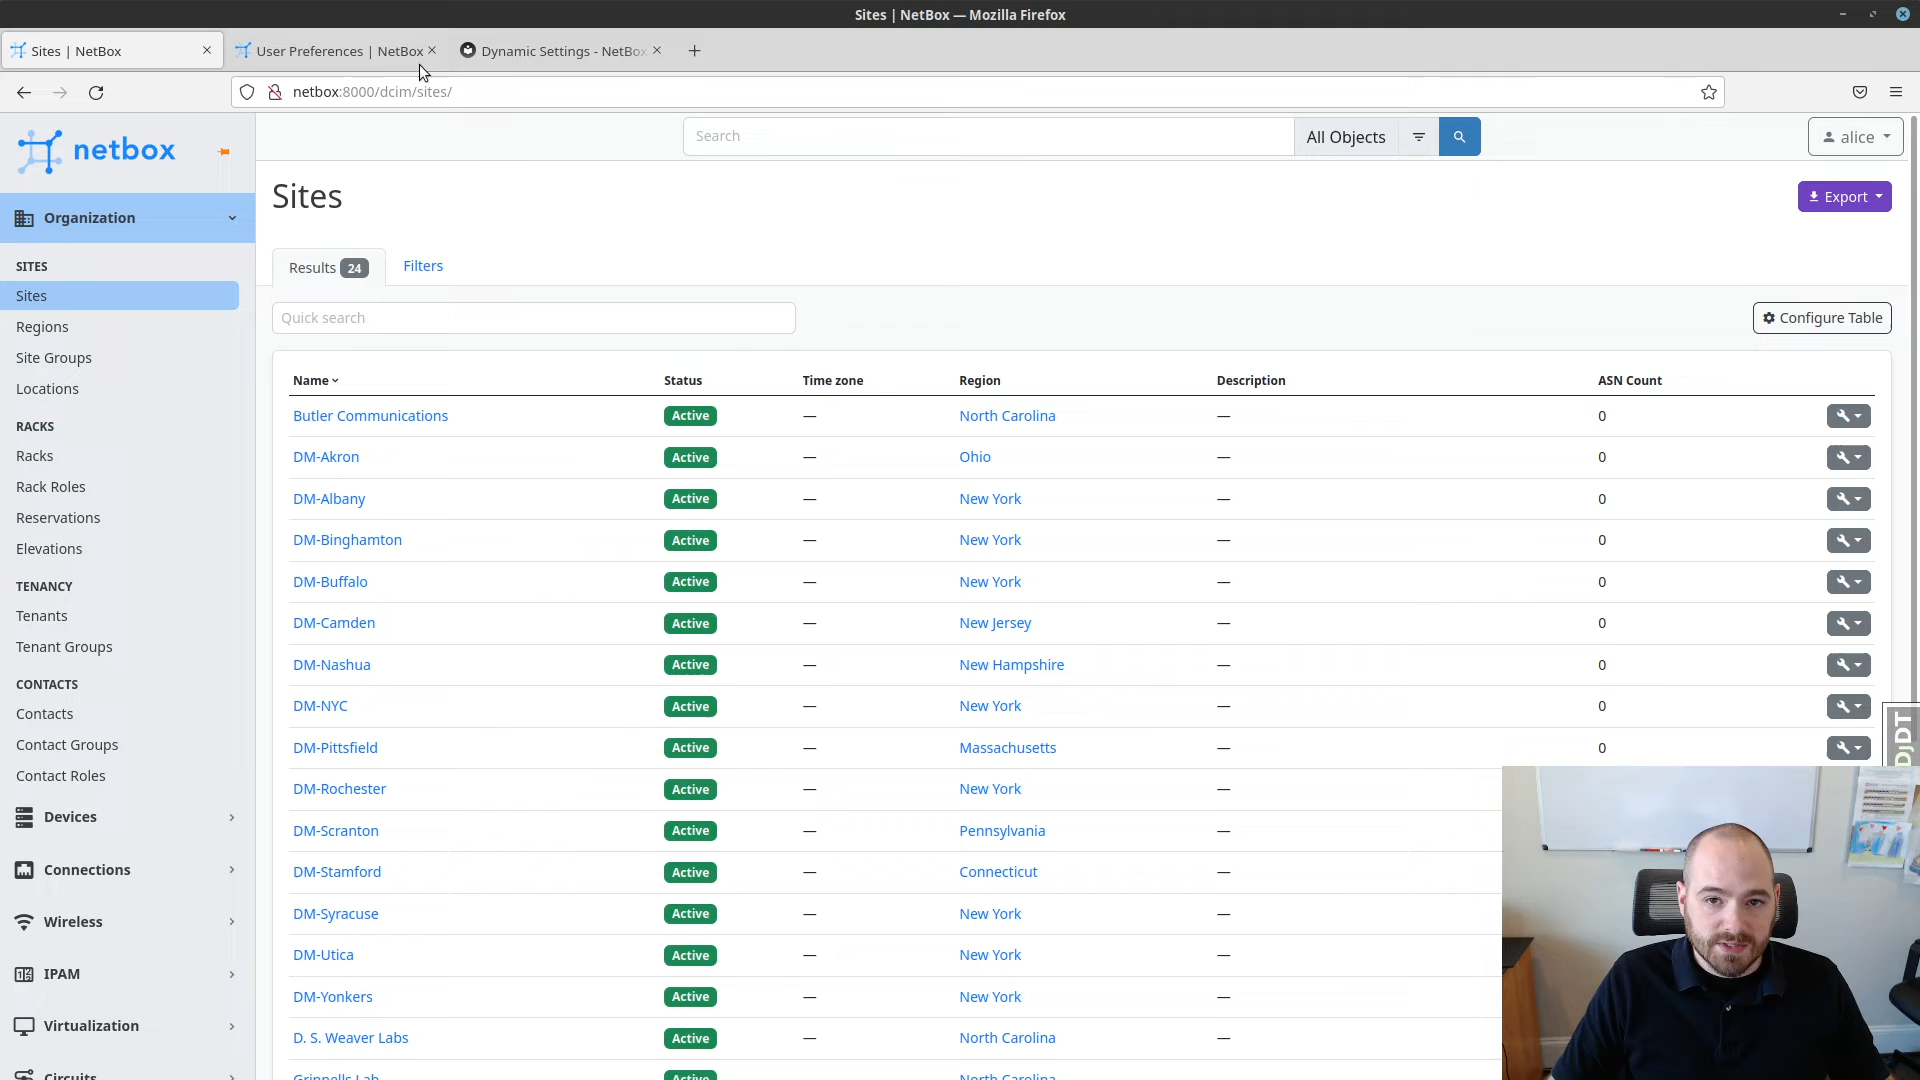 Sites | NetBox — Mozilla Firefox
Sites | NetBox
User Preferences | NetBox
Dynamic Settings - NetBox
netbox:8000/dcim/sites/
netbox
Search
All Objects
alice
Organization
SITES
Sites
Regions
Site Groups
Locations
RACKS
Racks
Rack Roles
Reservations
Elevations
TENANCY
Tenants
Tenant Groups
CONTACTS
Contacts
Contact Groups
Contact Roles
Devices
Connections
Wireless
IPAM
Virtualization
Circuits
Sites
Export
Results 24
Filters
Quick search
Configure Table
Name Status Time zone Region Description ASN Count
Butler Communications Active — North Carolina — 0
DM-Akron Active — Ohio — 0
DM-Albany Active — New York — 0
DM-Binghamton Active — New York — 0
DM-Buffalo Active — New York — 0
DM-Camden Active — New Jersey — 0
DM-Nashua Active — New Hampshire — 0
DM-NYC Active — New York — 0
DM-Pittsfield Active — Massachusetts — 0
DM-Rochester Active — New York —
DM-Scranton Active — Pennsylvania —
DM-Stamford Active — Connecticut —
DM-Syracuse Active — New York —
DM-Utica Active — New York —
DM-Yonkers Active — New York —
D. S. Weaver Labs Active — North Carolina —
Grinnells Lab Active North Carolina
DjDT